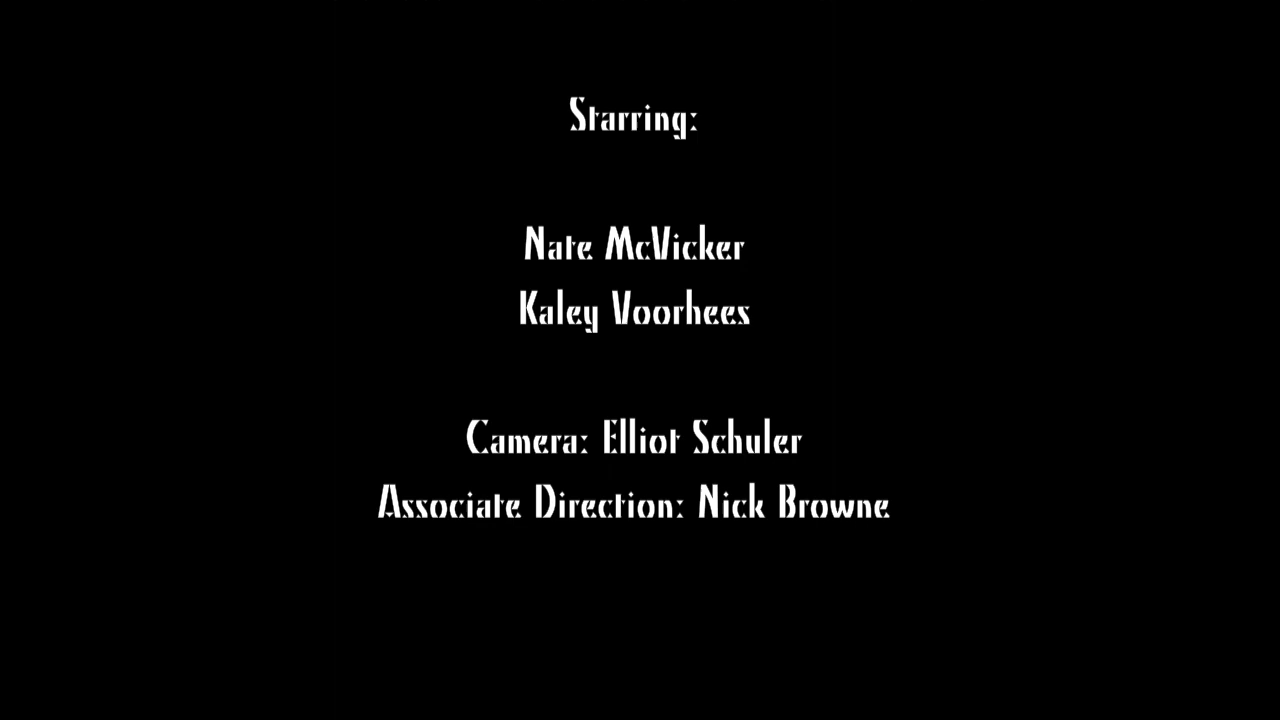 Starring:
Nate McVicker
Kaley Voorhees
Camera: Elliot Schuler
Associate Direction: Nick Browne